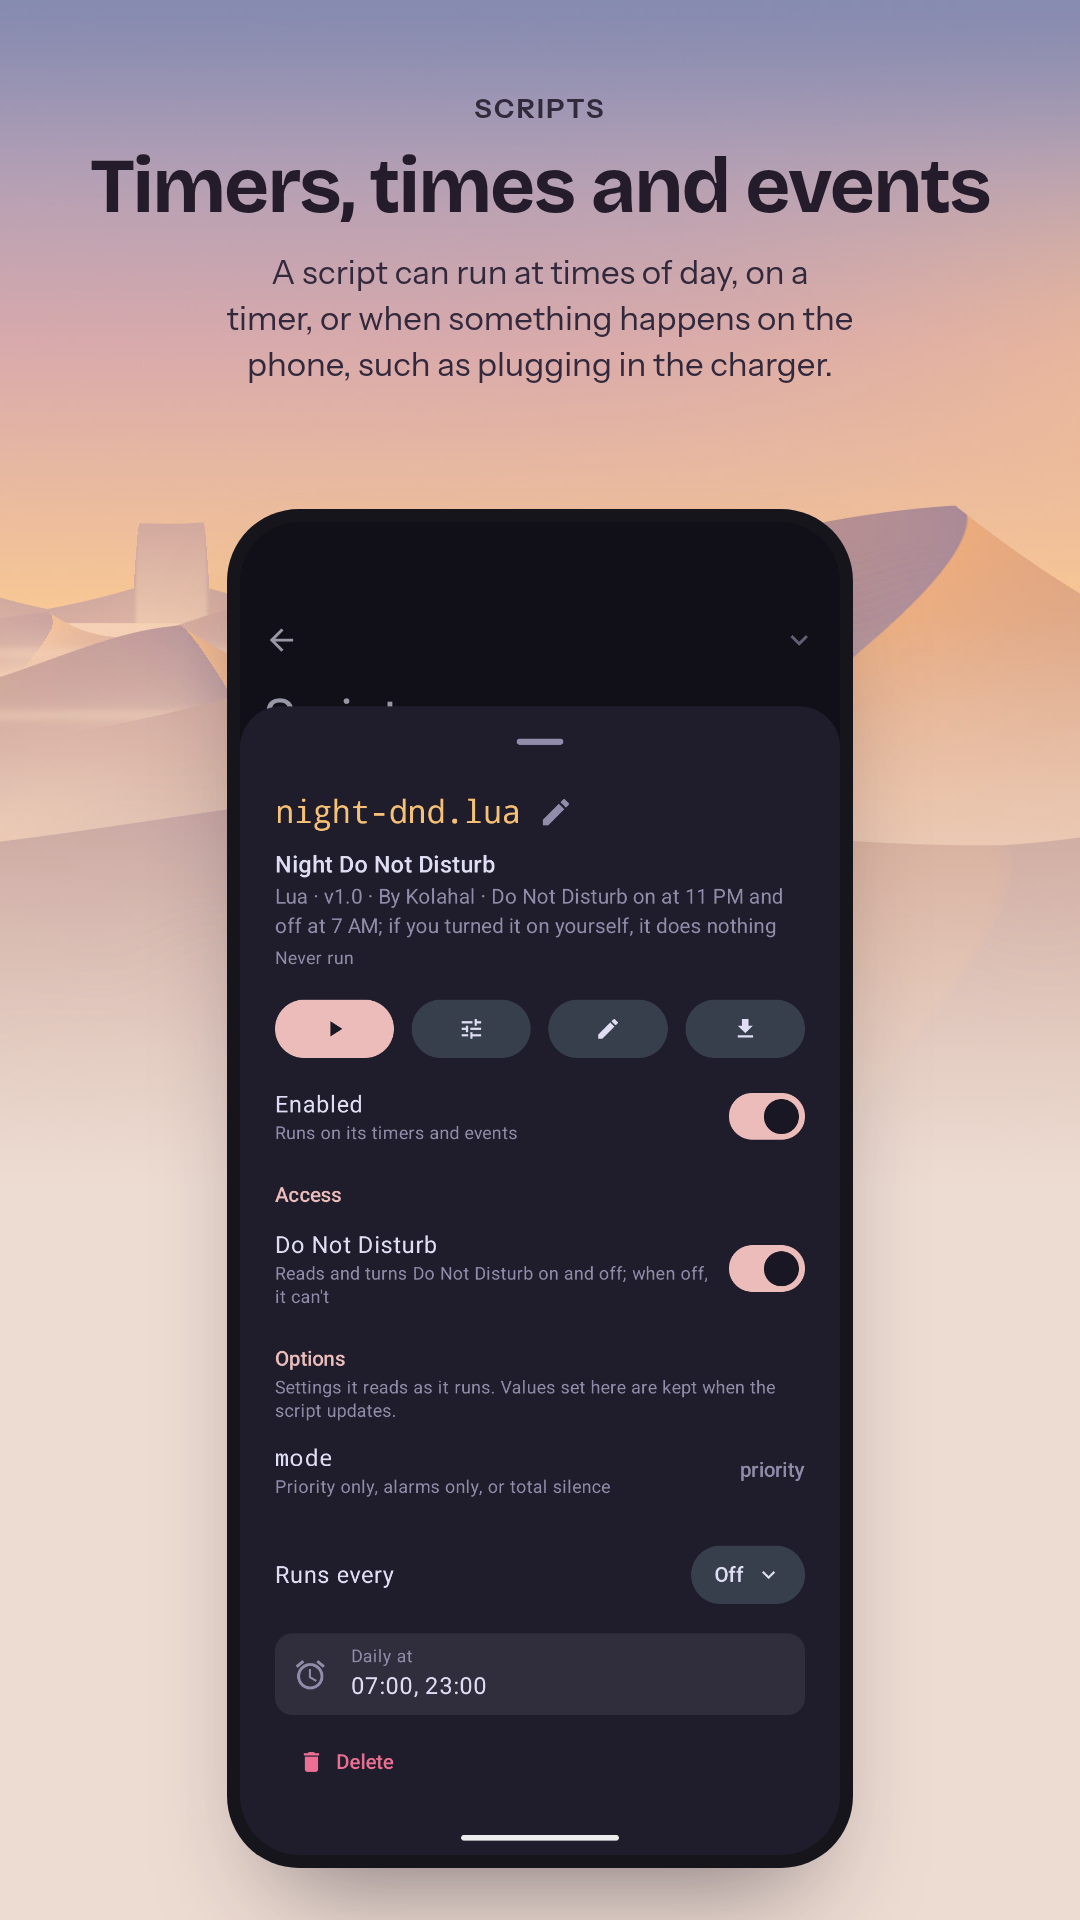 SCRIPTS
Timers, times and events
A script can run at times of day, on a
timer, or when something happens on the
phone, such as plugging in the charger.
night-dnd.lua
Night Do Not Disturb
Lua · v1.0 · By Kolahal · Do Not Disturb on at 11 PM and
off at 7 AM; if you turned it on yourself, it does nothing
Never run
Enabled
Runs on its timers and events
Access
Do Not Disturb
Reads and turns Do Not Disturb on and off; when off,
it can't
Options
Settings it reads as it runs. Values set here are kept when the
script updates.
mode
Priority only, alarms only, or total silence
priority
Runs every
Off
Daily at
07:00, 23:00
Delete